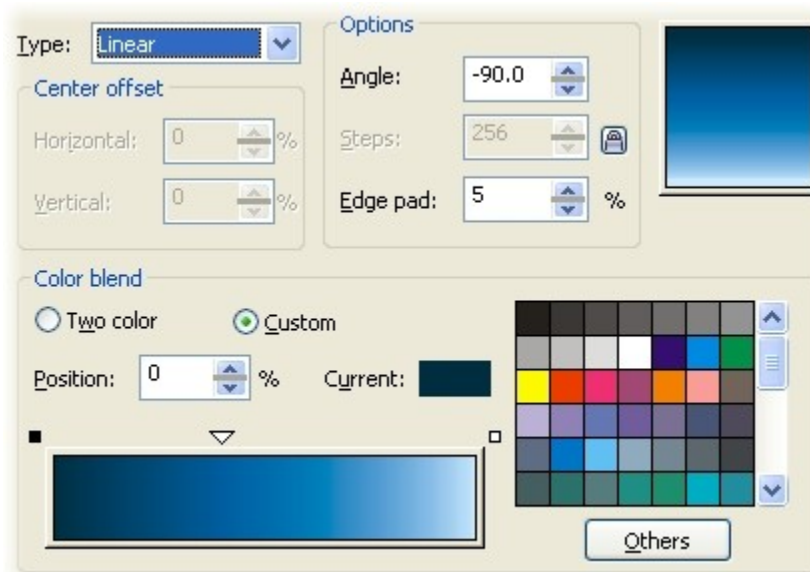 Type: Linear
Options
Angle: -90.0
Steps: 256
Edge pad: 5 %
Center offset
Horizontal: 0 %
Vertical: 0 %
Color blend
Two color Custom
Position: 0 % Current:
Others